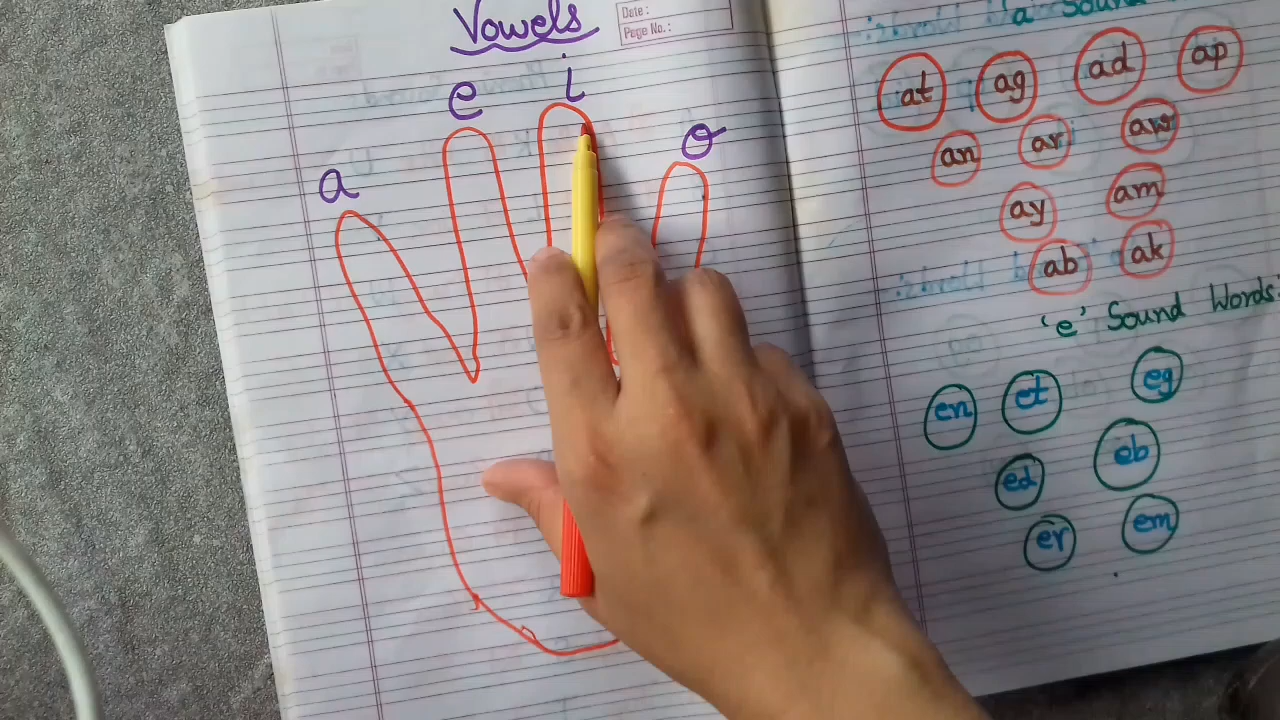 Vowels
Date:
Page No.:
e i
a o
'a' Sound
at ag ad ap
an ar aw
ay am
ab ak
'e' Sound Words:
en et eg
ed eb
er em